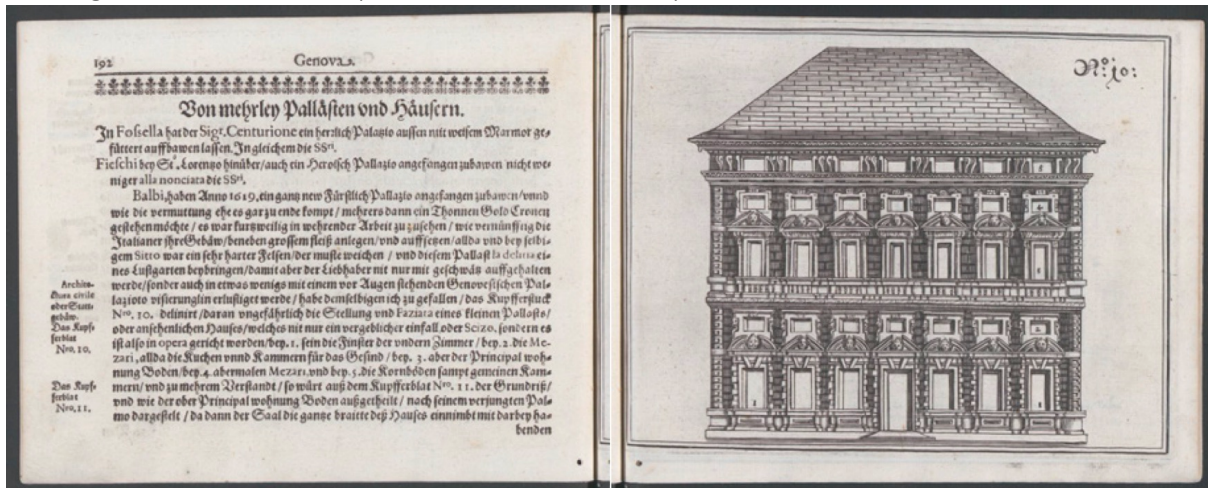 192 Genova.
Von mehrley Pallästen vnd Häusern.
In Fossella hat der Sigr. Centurione ein herrlich Palazio aussen mit weisem Marmor ge-
füttert auffbawen lassen. In gleichem die SSri.
Fieschi bey St. Lorenzo hinüber/auch ein Heroisch Pallazio angefangen zubawen nicht we-
niger alla nonciata die SSri.
Balbi, haben Anno 1619. ein gantz new Fürstlich Pallazio angefangen zubawen/vnnd
wie die vermuttung ehe es gar zu ende kompt / mehrers dann ein Thonnen Gold Cronen
gestehen möchte / es war kurtzweilig in wehrender Arbeit zu zusehen / wie vernünfftig die
Italianer ihre Gebäw/beneben grossem fleiß anlegen/vnd auffsetzen/allda vnd bey selbi-
gem Sitto war ein sehr harter Felsen/der muste weichen / vnd diesem Pallast la delitia ei-
nes Lustgarten beybringen/damit aber der Liebhaber nit nur mit geschwätz auffgehalten
werde/sonder auch in etwas wenigs mit einem vor Augen stehenden Genovesischen Pal-
lazioto visierunglin erlustiget werde / habe demselbigen ich zu gefallen / das Kupfferstuck
Nro. 10. delinirt/daran vngefährlich die Stellung vnd Faziata eines kleinen Pallasts/
oder ansehenlichen Hauses/welches nit nur ein vergeblicher einfall oder Scizo, sondern es
ist also in opera gericht worden/bey. 1. sein die Finster der vndern Zimmer / bey. 2. die Me-
zari, allda die Kuchen vnnd Kammern für das Gesind / bey. 3. aber der Principal woh-
nung Boden/bey. 4. abermalen Mezari, vnd bey. 5. die Kornböden sampt gemeinen Kam-
mern/vnd zu mehrem Verstandt / so würt auß dem Kupfferblat Nro. 11. der Grundriß/
vnd wie der ober Principal wohnung Boden außgetheilt / nach seinem verjungten Pal-
mo dargestelt / da dann der Saal die gantze braitte deß Hauses einnimbt mit darbey ha-
benden
Archite-
ctura civile
oder Statt-
gebäw.
Das Kupf-
ferblat
Nro. 10.
Das Kupf-
ferblat
Nro. 11.
No: 10: